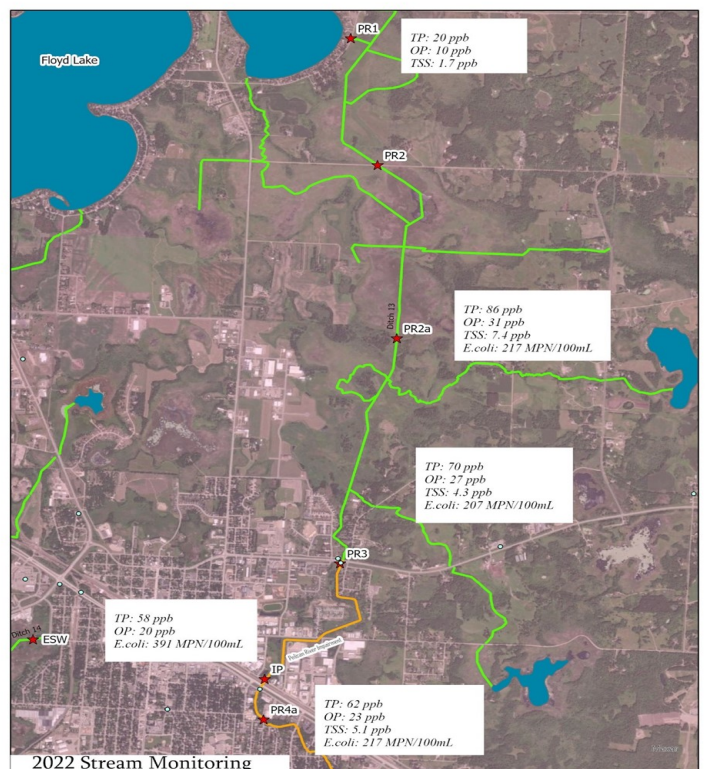 PR1
TP: 20 ppb
OP: 10 ppb
TSS: 1.7 ppb
Floyd Lake
PR2
TP: 86 ppb
OP: 31 ppb
TSS: 7.4 ppb
E.coli: 217 MPN/100mL
Ditch 13
PR2a
TP: 70 ppb
OP: 27 ppb
TSS: 4.3 ppb
E.coli: 207 MPN/100mL
PR3
TP: 58 ppb
OP: 20 ppb
E.coli: 391 MPN/100mL
Ditch 14
ESW
Pelican River Impairment
IP
TP: 62 ppb
OP: 23 ppb
TSS: 5.1 ppb
E.coli: 217 MPN/100mL
PR4a
2022 Stream Monitoring